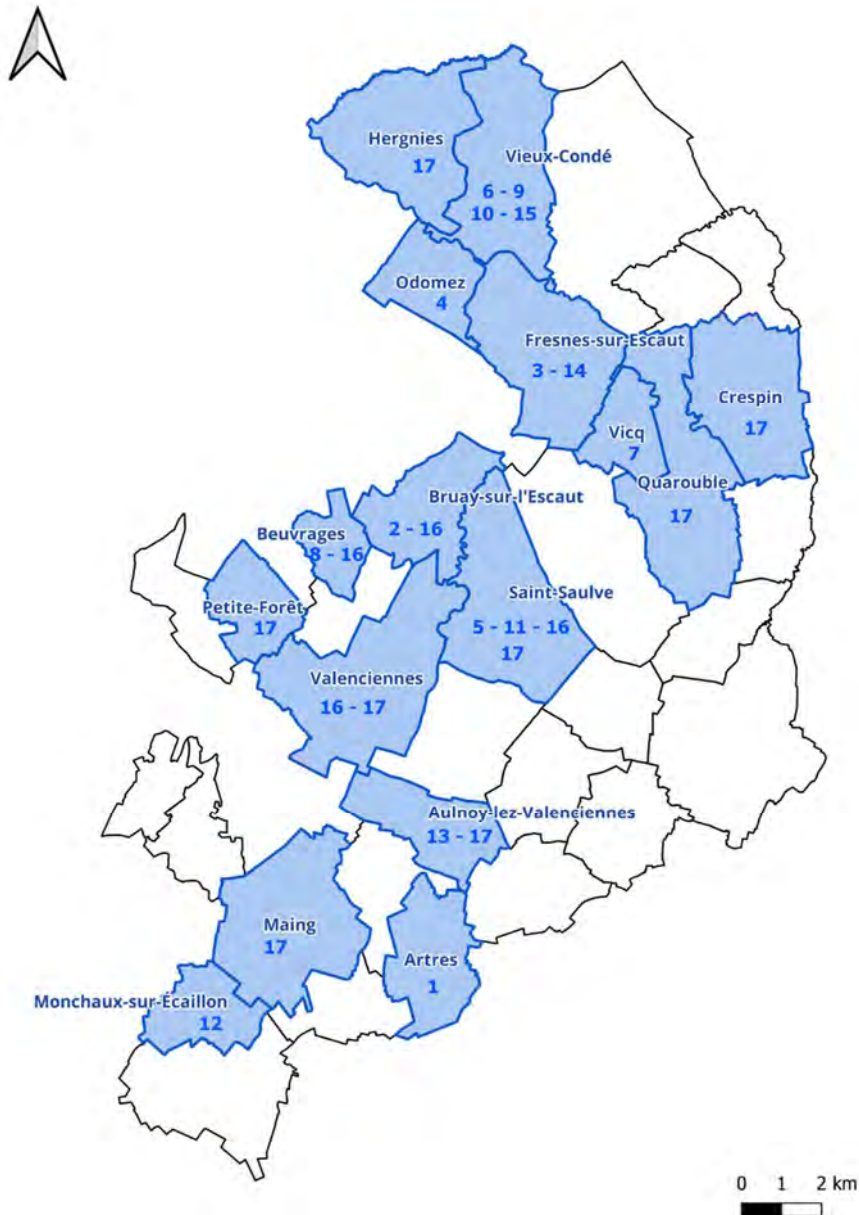 Hergnies
17
Vieux-Condé
6 - 9
10 - 15
Odomez
4
Fresnes-sur-Escaut
3 - 14
Crespin
17
Vicq
7
Quarouble
17
Bruay-sur-l'Escaut
2 - 16
Beuvrages
8 - 16
Saint-Saulve
5 - 11 - 16
17
Petite-Forêt
17
Valenciennes
16 - 17
Aulnoy-lez-Valenciennes
13 - 17
Maing
17
Artres
1
Monchaux-sur-Écaillon
12
0 1 2 km